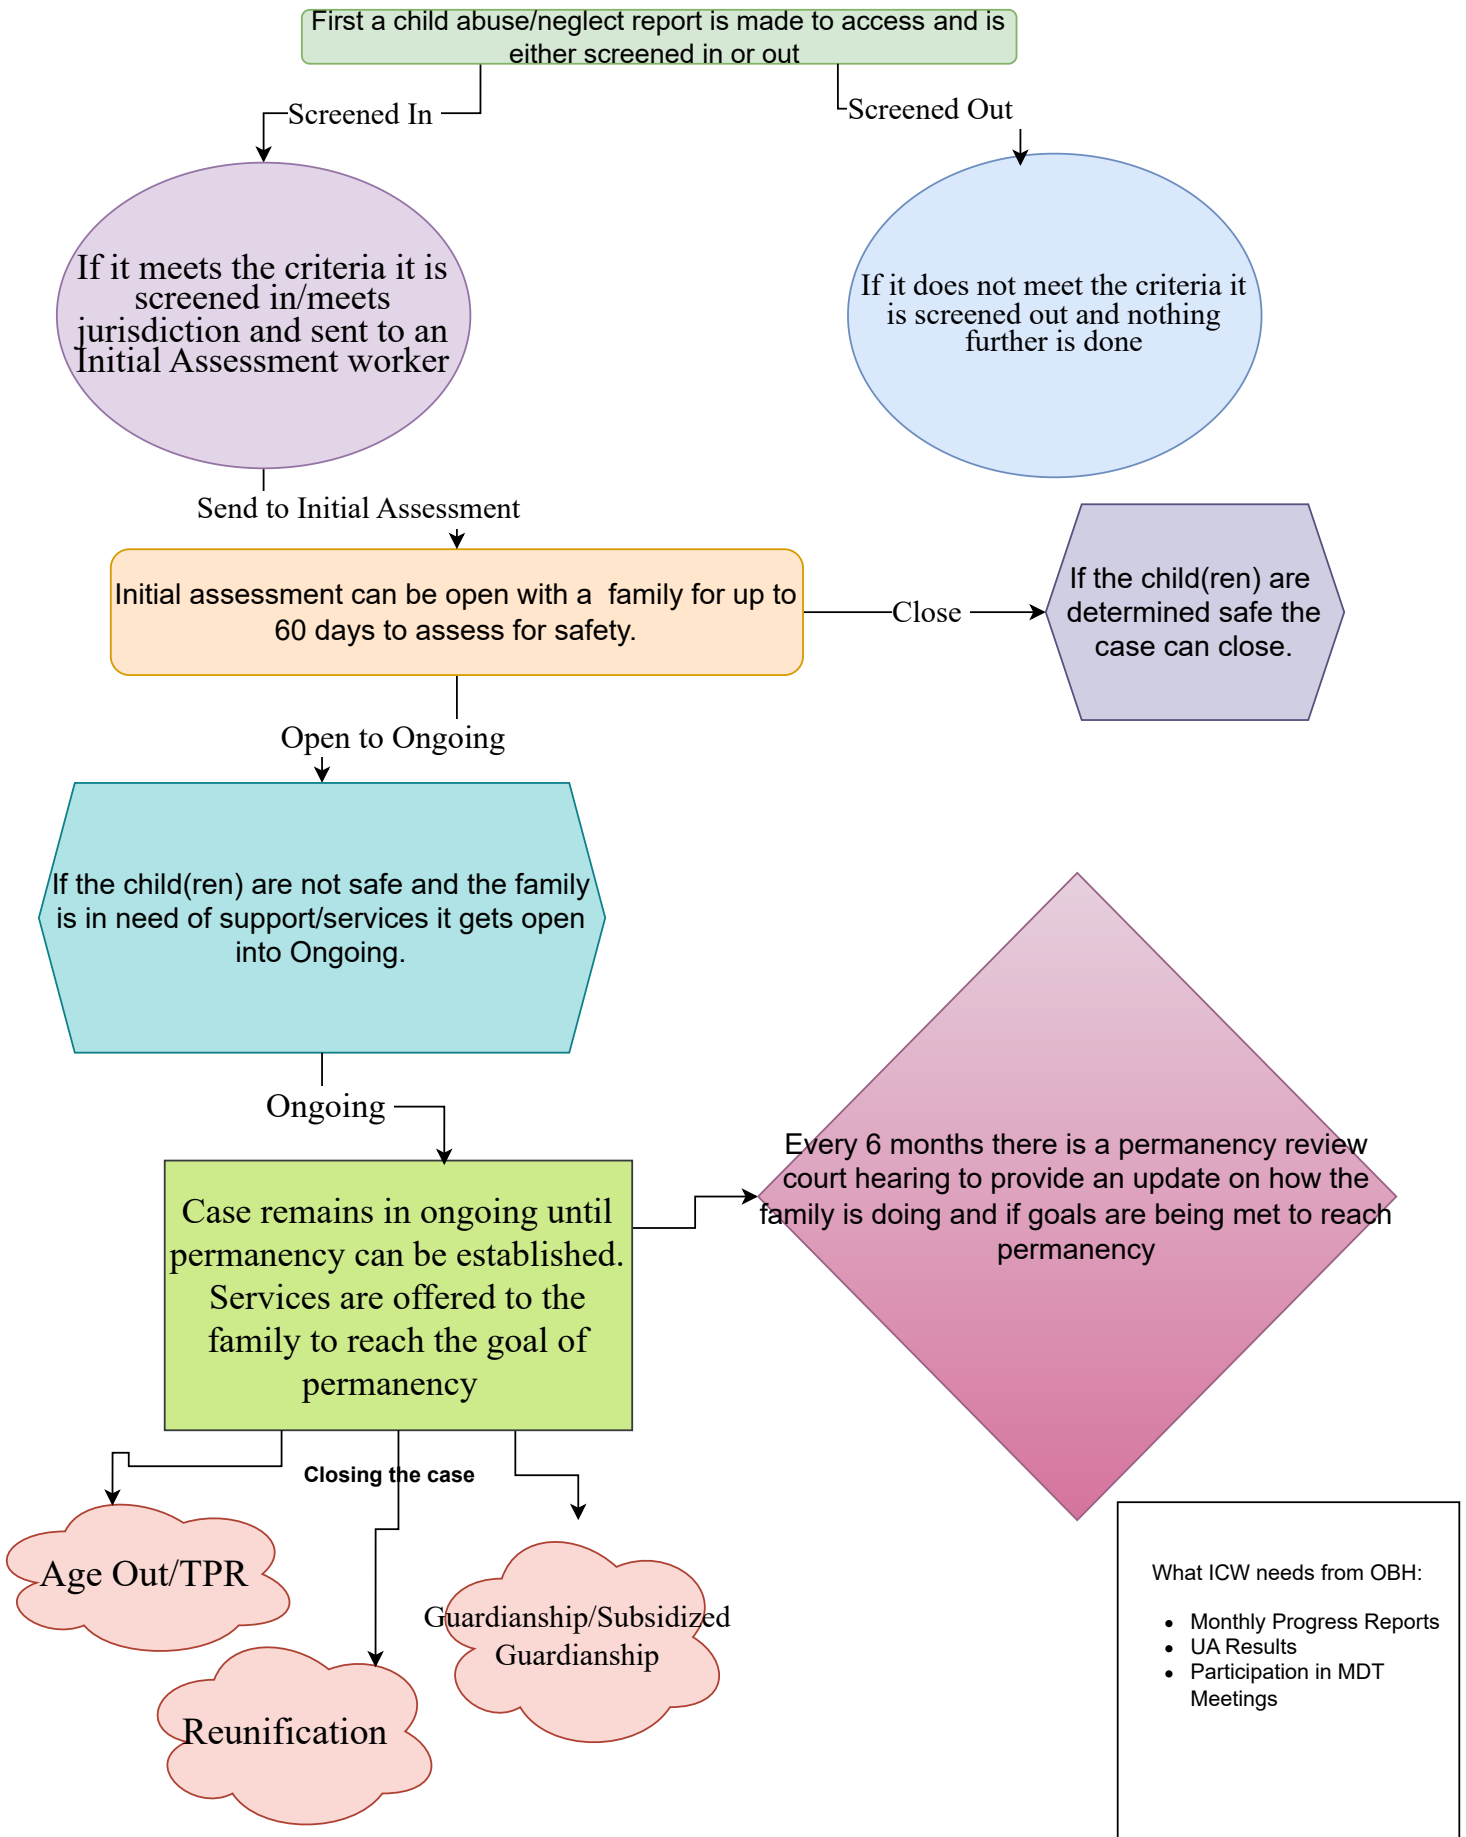 First a child abuse/neglect report is made to access and is
either screened in or out
Screened In
Screened Out
If it meets the criteria it is
screened in/meets
jurisdiction and sent to an
Initial Assessment worker
If it does not meet the criteria it
is screened out and nothing
further is done
Send to Initial Assessment
Initial assessment can be open with a family for up to
60 days to assess for safety.
Close
If the child(ren) are
determined safe the
case can close.
Open to Ongoing
If the child(ren) are not safe and the family
is in need of support/services it gets open
into Ongoing.
Ongoing
Case remains in ongoing until
permanency can be established.
Services are offered to the
family to reach the goal of
permanency
Every 6 months there is a permanency review
court hearing to provide an update on how the
family is doing and if goals are being met to reach
permanency
Closing the case
Age Out/TPR
Reunification
Guardianship/Subsidized
Guardianship
What ICW needs from OBH:
• Monthly Progress Reports
• UA Results
• Participation in MDT
Meetings